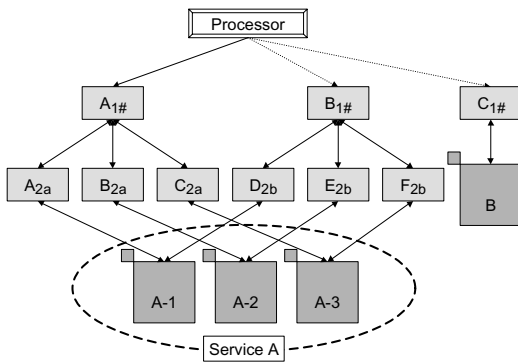 Processor
A1# B1# C1#
A2a B2a C2a D2b E2b F2b
B
A-1 A-2 A-3
Service A